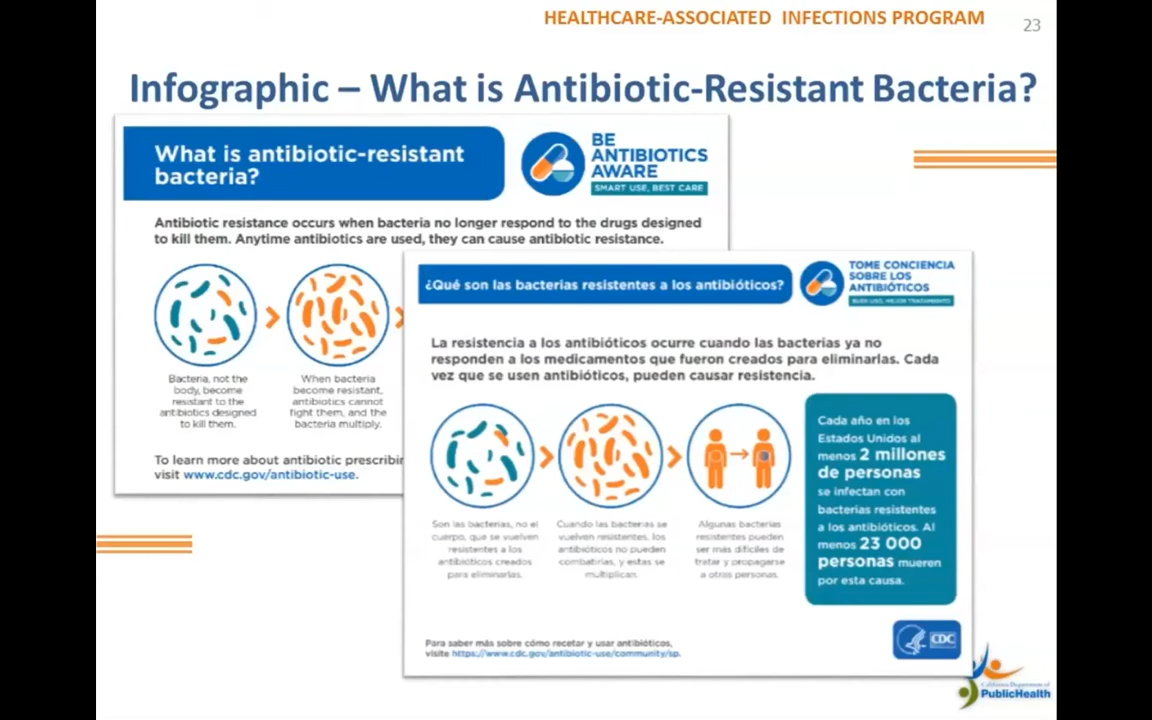 HEALTHCARE-ASSOCIATED INFECTIONS PROGRAM
23
Infographic – What is Antibiotic-Resistant Bacteria?
What is antibiotic-resistant
bacteria?
BE
ANTIBIOTICS
AWARE
SMART USE, BEST CARE
Antibiotic resistance occurs when bacteria no longer respond to the drugs designed
to kill them. Anytime antibiotics are used, they can cause antibiotic resistance.
Bacteria, not the
body, become
resistant to the
antibiotics designed
to kill them.
When bacteria
become resistant,
antibiotics cannot
fight them, and the
bacteria multiply.
To learn more about antibiotic
visit www.cdc.gov/antibiotic-use.
¿Qué son las bacterias resistentes a los antibióticos?
TOME CONCIENCIA
SOBRE LOS
ANTIBIÓTICOS
BUEN USO, MEJOR TRATAMIENTO
La resistencia a los antibióticos ocurre cuando las bacterias ya no
responden a los medicamentos que fueron creados para eliminarlas. Cada
vez que se usen antibióticos, pueden causar resistencia.
Son las bacterias, no el
cuerpo, que se vuelven
resistentes a los
antibióticos creados
para eliminarlas.
Cuando las bacterias se
vuelven resistentes, los
antibióticos no pueden
combatirlas, y estas se
multiplican.
Algunas bacterias
resistentes pueden
ser más difíciles de
tratar y propagarse
a otras personas.
Cada año en los
Estados Unidos al
menos 2 millones
de personas
se infectan con
bacterias resistentes
a los antibióticos. Al
menos 23 000
personas mueren
por esta causa.
Para saber más sobre cómo recetar y usar antibióticos,
visite https://www.cdc.gov/antibiotic-use/community/sp.
CDC
California Department of
PublicHealth